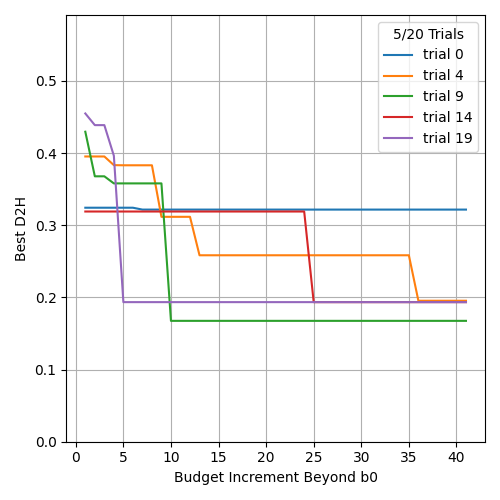 5/20 Trials
trial 0
trial 4
trial 9
trial 14
trial 19
0.5
0.4
0.3
0.2
0.1
0.0
Best D2H
0 5 10 15 20 25 30 35 40
Budget Increment Beyond b0